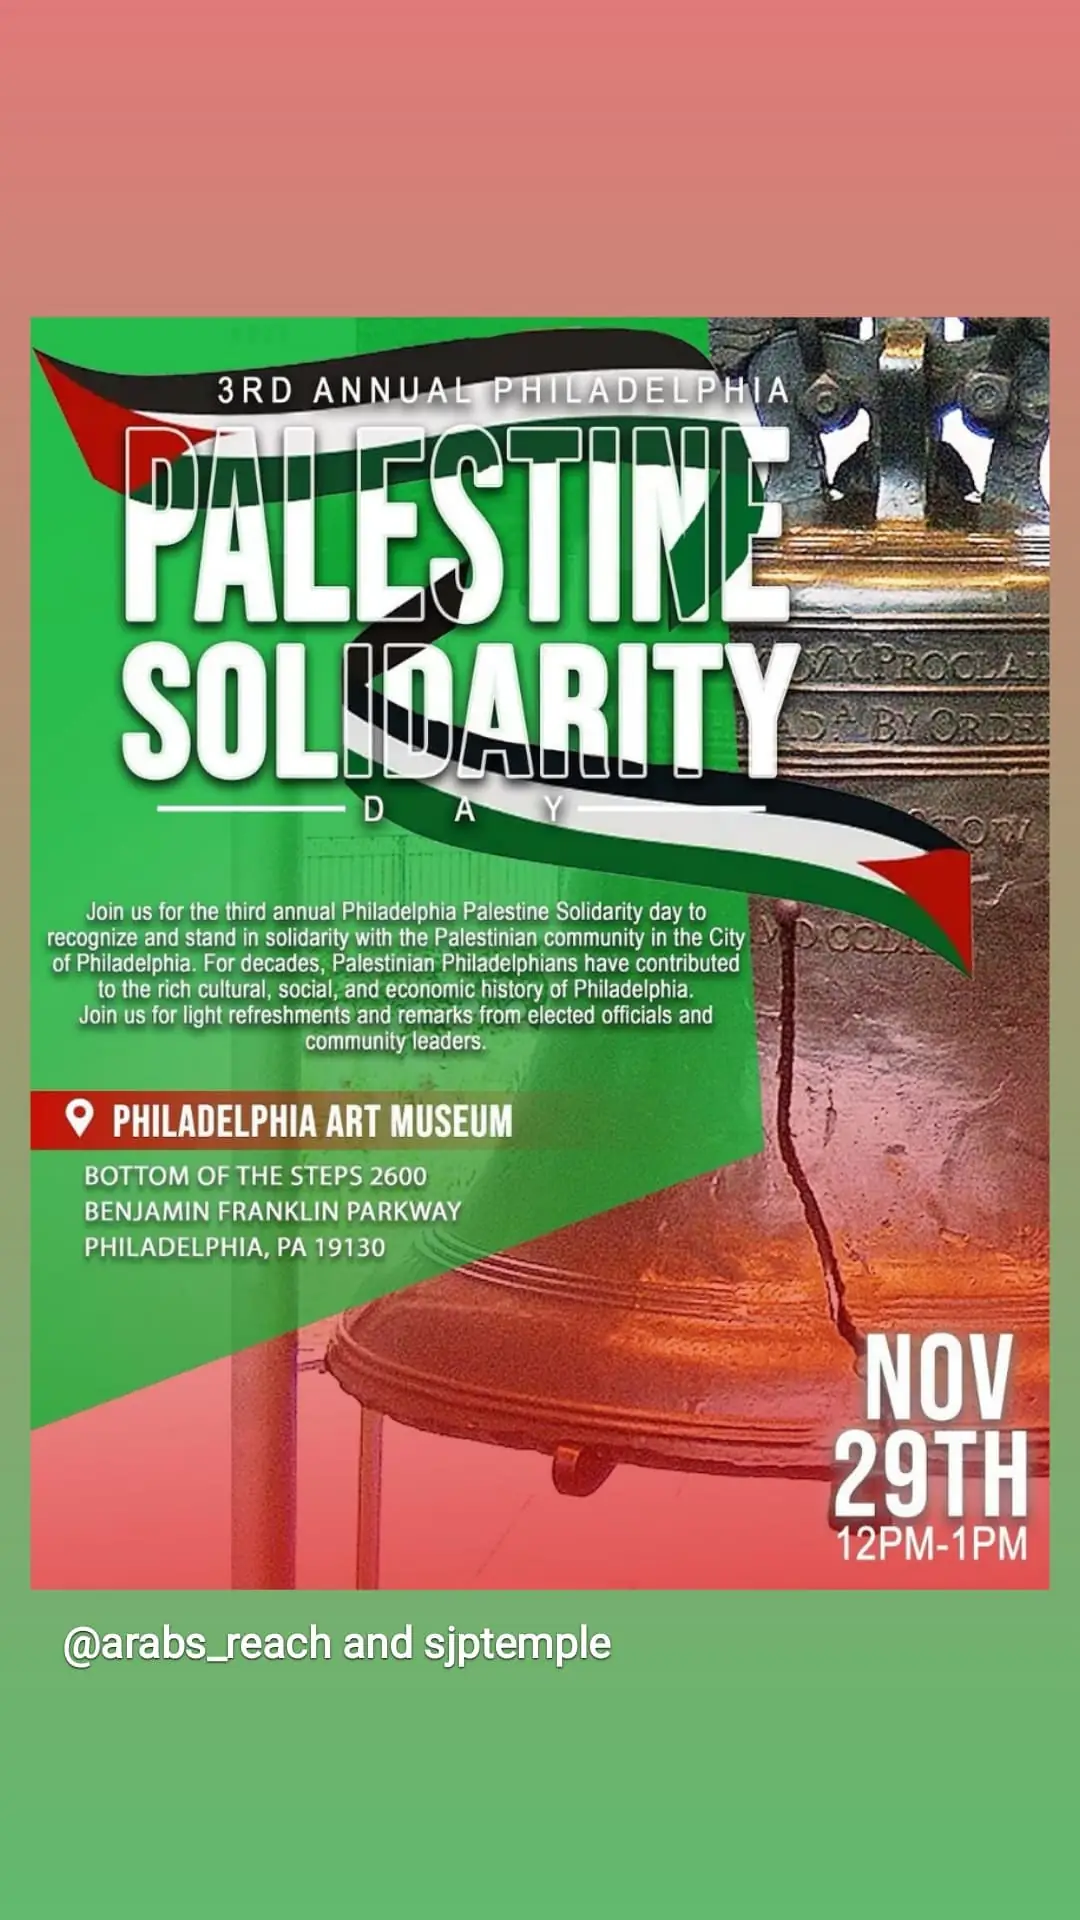 3RD ANNUAL PHILADELPHIA
PALESTINE
SOLIDARITY
DAY
Join us for the third annual Philadelphia Palestine Solidarity day to
recognize and stand in solidarity with the Palestinian community in the City
of Philadelphia. For decades, Palestinian Philadelphians have contributed
to the rich cultural, social, and economic history of Philadelphia.
Join us for light refreshments and remarks from elected officials and
community leaders.
PHILADELPHIA ART MUSEUM
BOTTOM OF THE STEPS 2600
BENJAMIN FRANKLIN PARKWAY
PHILADELPHIA, PA 19130
NOV
29TH
12PM-1PM
@arabs_reach and sjptemple